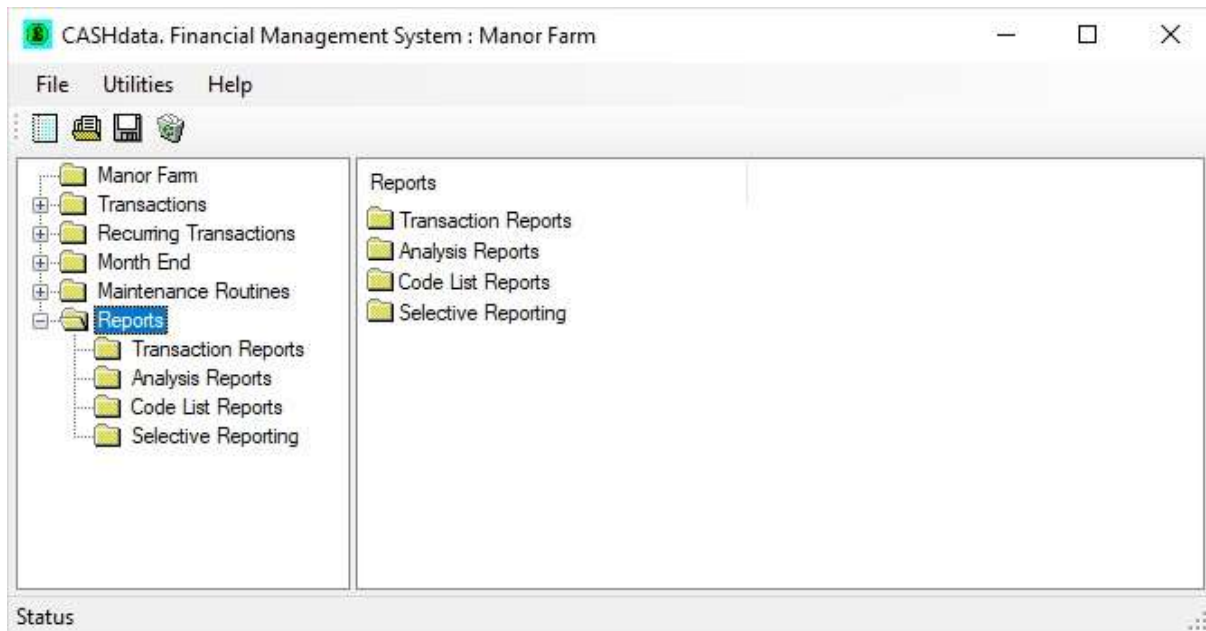 CASHdata. Financial Management System : Manor Farm
File Utilities Help
Manor Farm
Transactions
Recurring Transactions
Month End
Maintenance Routines
Reports
Transaction Reports
Analysis Reports
Code List Reports
Selective Reporting
Reports
Transaction Reports
Analysis Reports
Code List Reports
Selective Reporting
Status